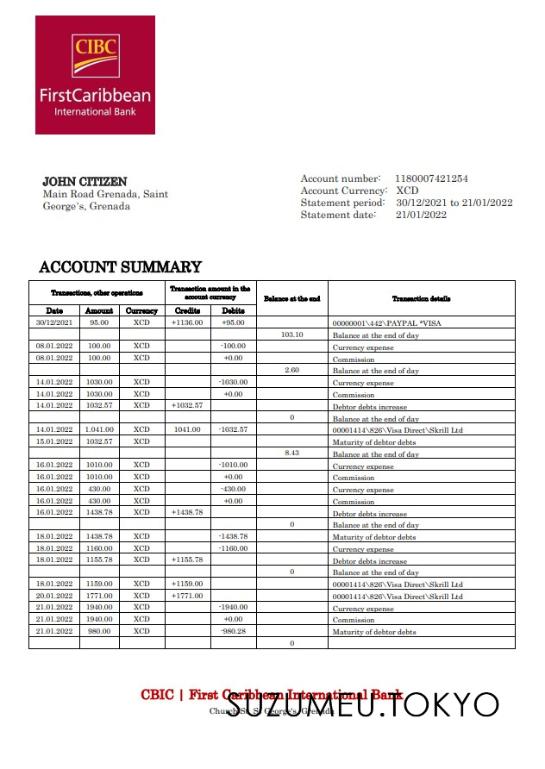 CIBC
FirstCaribbean
International Bank
JOHN CITIZEN
Main Road Grenada, Saint
George's, Grenada
Account number: 1180007421254
Account Currency: XCD
Statement period: 30/12/2021 to 21/01/2022
Statement date: 21/01/2022
ACCOUNT SUMMARY
Transactions, other operations Transaction amount in the account currency Balance at the end Transaction details
Date Amount Currency Credits Debits
30/12/2021 95.00 XCD +1136.00 +95.00 00000001\442\PAYPAL *VISA
103.10 Balance at the end of day
08.01.2022 100.00 XCD -100.00 Currency expense
08.01.2022 100.00 XCD +0.00 Commission
2.60 Balance at the end of day
14.01.2022 1030.00 XCD -1030.00 Currency expense
14.01.2022 1030.00 XCD +0.00 Commission
14.01.2022 1032.57 XCD +1032.57 Debtor debts increase
0 Balance at the end of day
14.01.2022 1.041.00 XCD 1041.00 -1032.57 00001414\826\Visa Direct\Skrill Ltd
15.01.2022 1032.57 XCD Maturity of debtor debts
8.43 Balance at the end of day
16.01.2022 1010.00 XCD -1010.00 Currency expense
16.01.2022 1010.00 XCD +0.00 Commission
16.01.2022 430.00 XCD -430.00 Currency expense
16.01.2022 430.00 XCD +0.00 Commission
16.01.2022 1438.78 XCD +1438.78 Debtor debts increase
0 Balance at the end of day
18.01.2022 1438.78 XCD -1438.78 Maturity of debtor debts
18.01.2022 1160.00 XCD -1160,00 Currency expense
18.01.2022 1155.78 XCD +1155.78 Debtor debts increase
0 Balance at the end of day
18.01.2022 1159.00 XCD +1159.00 00001414\826\Visa Direct\Skrill Ltd
20.01.2022 1771.00 XCD +1771.00 00001414\826\Visa Direct\Skrill Ltd
21.01.2022 1940.00 XCD -1940.00 Currency expense
21.01.2022 1940.00 XCD +0.00 Commission
21.01.2022 980.00 XCD -980.28 Maturity of debtor debts
0
CBIC | First Caribbean International Bank
Church St, St George's, Grenada
SUZUMEU.TOKYO